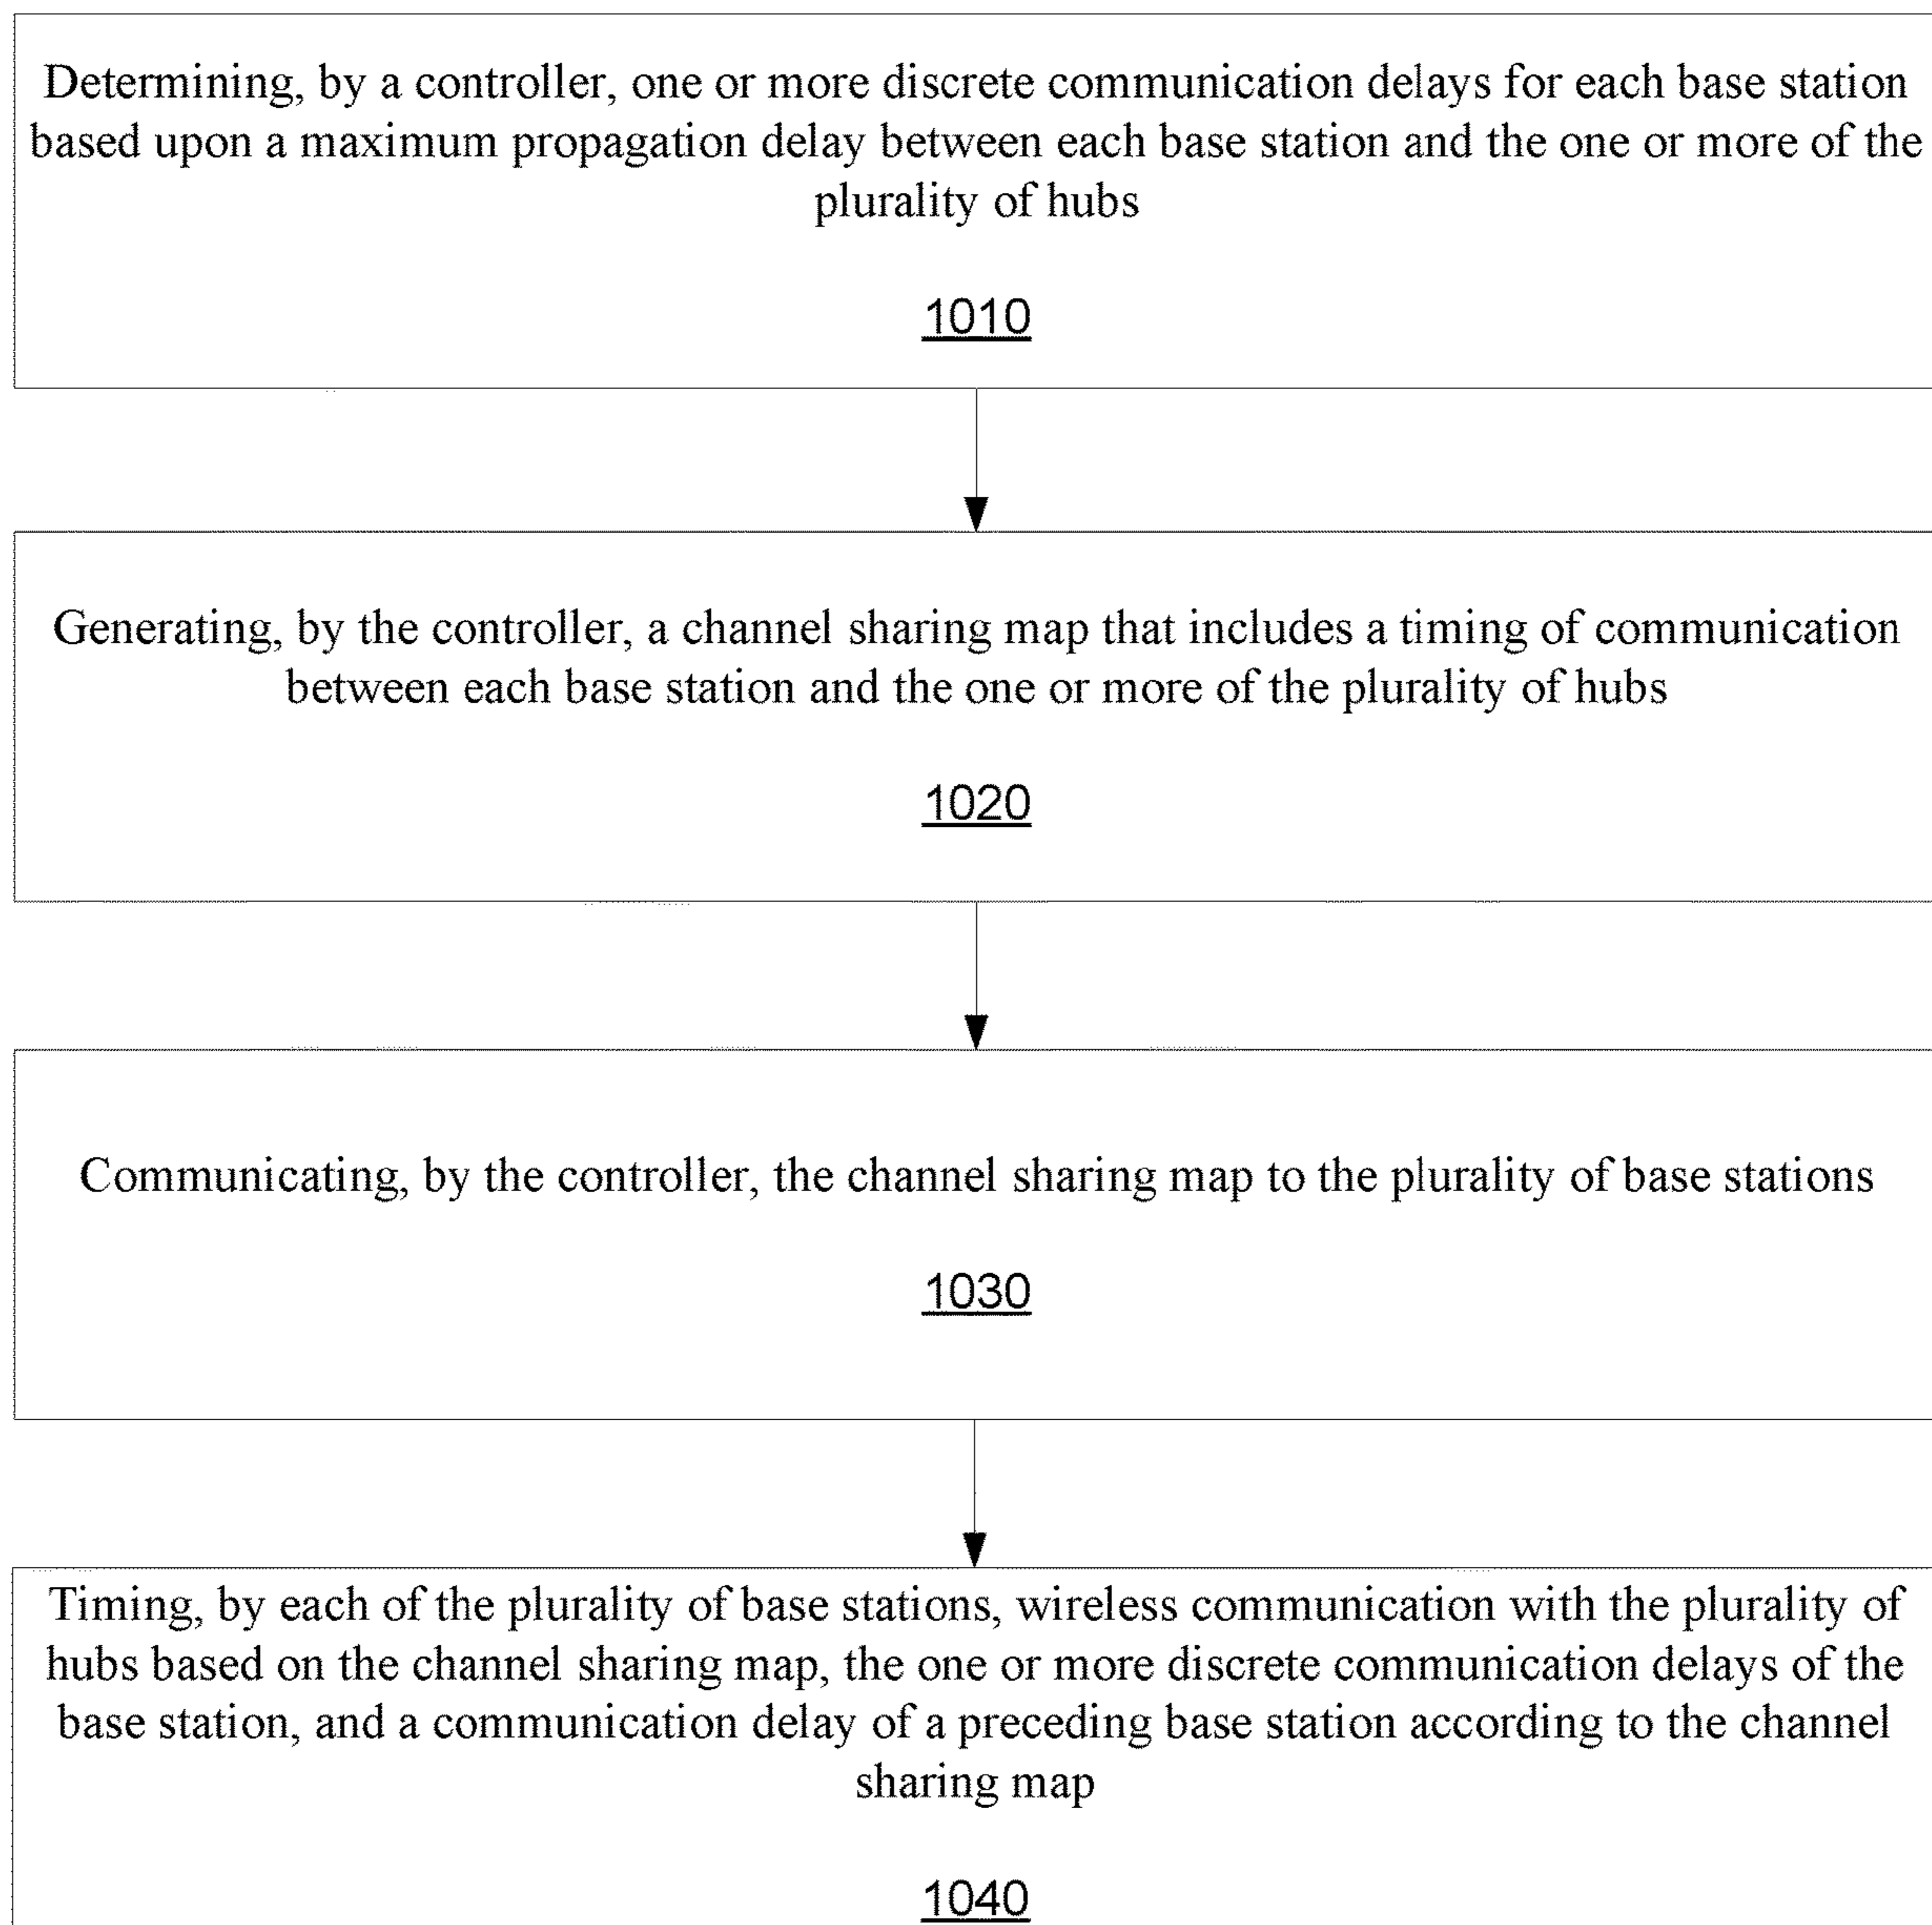 Determining, by a controller, one or more discrete communication delays for each base station
based upon a maximum propagation delay between each base station and the one or more of the
plurality of hubs
1010
Generating, by the controller, a channel sharing map that includes a timing of communication
between each base station and the one or more of the plurality of hubs
1020
Communicating, by the controller, the channel sharing map to the plurality of base stations
1030
Timing, by each of the plurality of base stations, wireless communication with the plurality of
hubs based on the channel sharing map, the one or more discrete communication delays of the
base station, and a communication delay of a preceding base station according to the channel
sharing map
1040